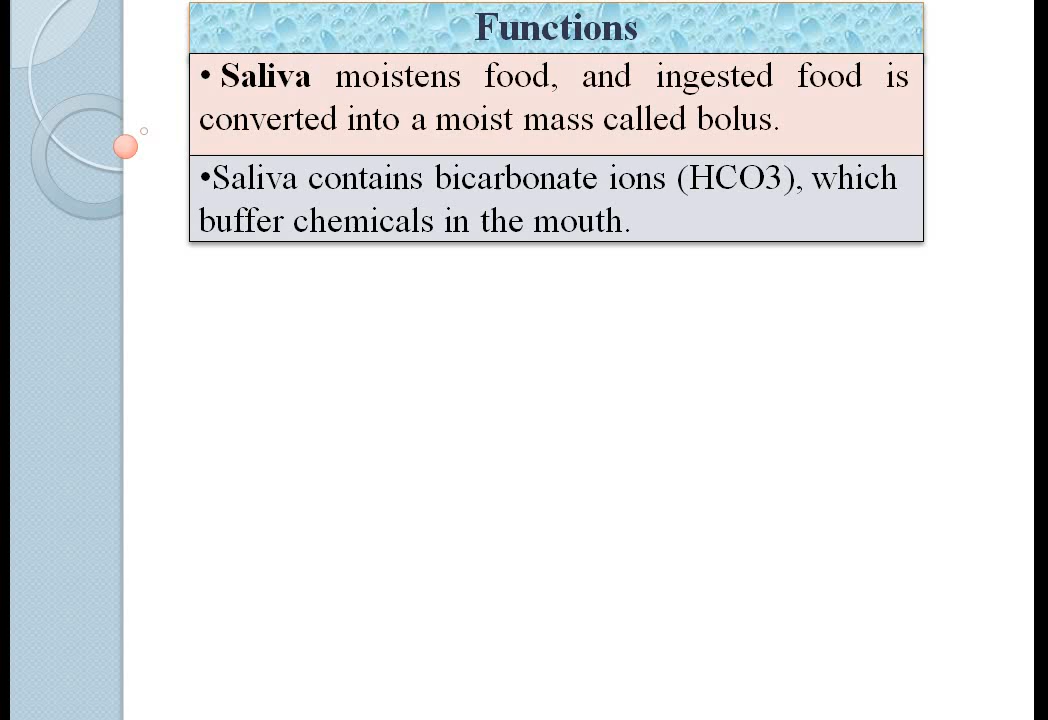 Functions
• Saliva moistens food, and ingested food is
converted into a moist mass called bolus.
•Saliva contains bicarbonate ions (HCO3), which
buffer chemicals in the mouth.